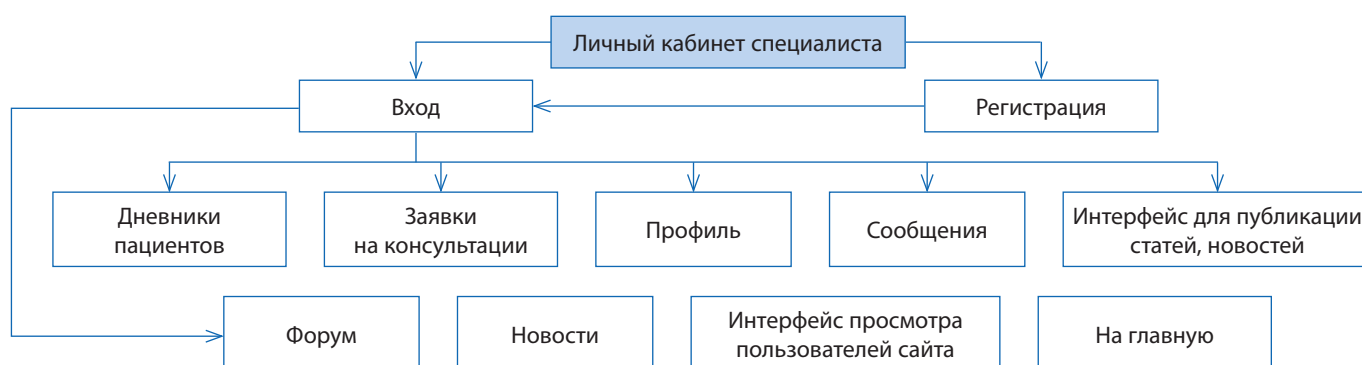 Личный кабинет специалиста
Вход
Регистрация
Дневники
пациентов
Заявки
на консультации
Профиль
Сообщения
Интерфейс для публикации
статей, новостей
Форум
Новости
Интерфейс просмотра
пользователей сайта
На главную